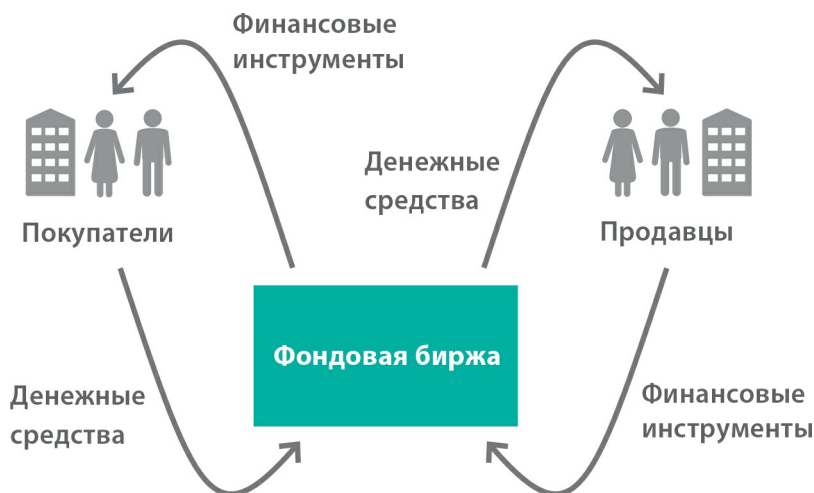 Финансовые
инструменты
Денежные
средства
Покупатели
Продавцы
Фондовая биржа
Денежные
средства
Финансовые
инструменты